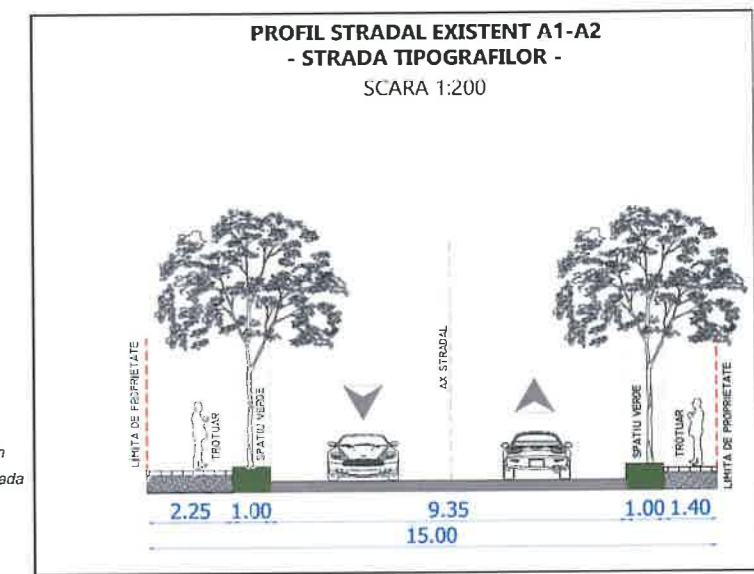 PROFIL STRADAL EXISTENT A1-A2
- STRADA TIPOGRAFILOR -
SCARA 1:200
LIMITA DE PROPRIETATE
TROTUAR
SPATIU VERDE
AX STRADAL
SPATIU VERDE
TROTUAR
LIMITA DE PROPRIETATE
2.25 1.00 9.35 1.00 1.40
15.00